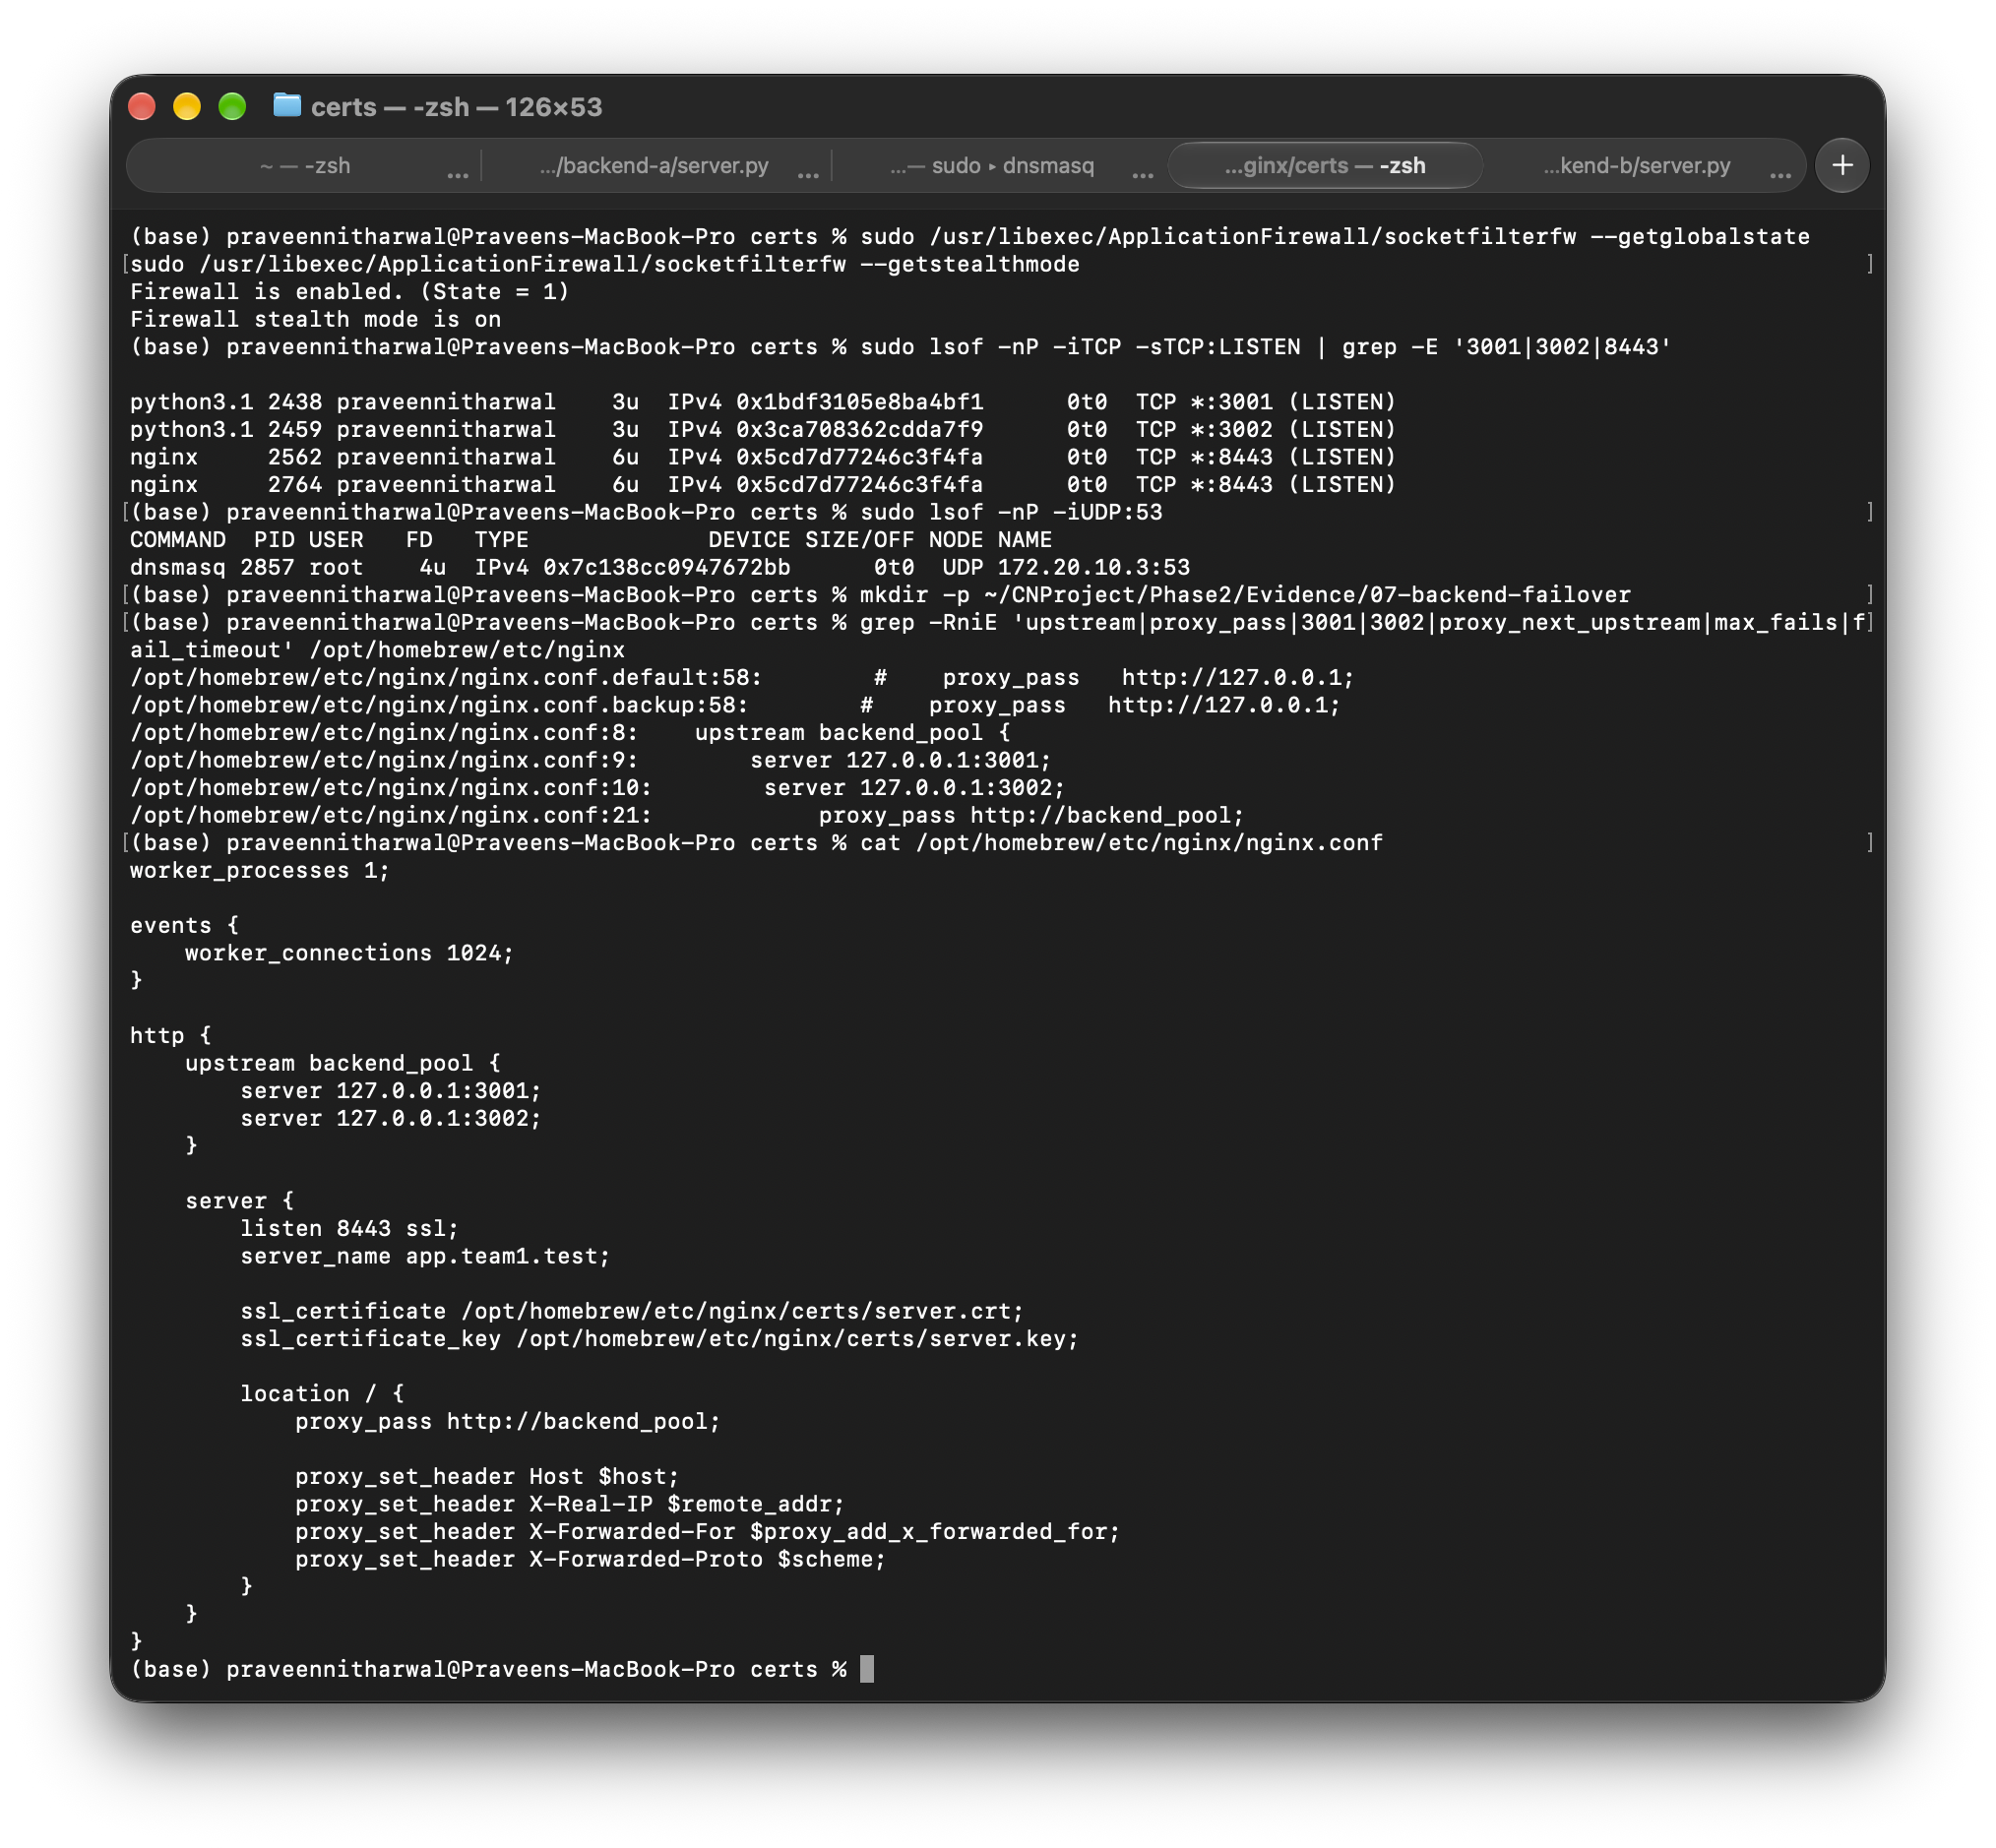 certs — -zsh — 126×53
~ — -zsh ... .../backend-a/server.py ... ...— sudo ▸ dnsmasq ... ...ginx/certs — -zsh ...kend-b/server.py ... +
(base) praveennitharwal@Praveens-MacBook-Pro certs % sudo /usr/libexec/ApplicationFirewall/socketfilterfw --getglobalstate
[sudo /usr/libexec/ApplicationFirewall/socketfilterfw --getstealthmode ]
Firewall is enabled. (State = 1)
Firewall stealth mode is on
(base) praveennitharwal@Praveens-MacBook-Pro certs % sudo lsof -nP -iTCP -sTCP:LISTEN | grep -E '3001|3002|8443'
python3.1 2438 praveennitharwal    3u  IPv4 0x1bdf3105e8ba4bf1      0t0  TCP *:3001 (LISTEN)
python3.1 2459 praveennitharwal    3u  IPv4 0x3ca708362cdda7f9      0t0  TCP *:3002 (LISTEN)
nginx     2562 praveennitharwal    6u  IPv4 0x5cd7d77246c3f4fa      0t0  TCP *:8443 (LISTEN)
nginx     2764 praveennitharwal    6u  IPv4 0x5cd7d77246c3f4fa      0t0  TCP *:8443 (LISTEN)
[(base) praveennitharwal@Praveens-MacBook-Pro certs % sudo lsof -nP -iUDP:53 ]
COMMAND  PID USER   FD   TYPE             DEVICE SIZE/OFF NODE NAME
dnsmasq 2857 root    4u  IPv4 0x7c138cc0947672bb      0t0  UDP 172.20.10.3:53
[(base) praveennitharwal@Praveens-MacBook-Pro certs % mkdir -p ~/CNProject/Phase2/Evidence/07-backend-failover ]
[(base) praveennitharwal@Praveens-MacBook-Pro certs % grep -RniE 'upstream|proxy_pass|3001|3002|proxy_next_upstream|max_fails|f]
ail_timeout' /opt/homebrew/etc/nginx
/opt/homebrew/etc/nginx/nginx.conf.default:58:        #    proxy_pass   http://127.0.0.1;
/opt/homebrew/etc/nginx/nginx.conf.backup:58:        #    proxy_pass   http://127.0.0.1;
/opt/homebrew/etc/nginx/nginx.conf:8:    upstream backend_pool {
/opt/homebrew/etc/nginx/nginx.conf:9:        server 127.0.0.1:3001;
/opt/homebrew/etc/nginx/nginx.conf:10:        server 127.0.0.1:3002;
/opt/homebrew/etc/nginx/nginx.conf:21:            proxy_pass http://backend_pool;
[(base) praveennitharwal@Praveens-MacBook-Pro certs % cat /opt/homebrew/etc/nginx/nginx.conf ]
worker_processes 1;
events {
    worker_connections 1024;
}
http {
    upstream backend_pool {
        server 127.0.0.1:3001;
        server 127.0.0.1:3002;
    }
    server {
        listen 8443 ssl;
        server_name app.team1.test;
        ssl_certificate /opt/homebrew/etc/nginx/certs/server.crt;
        ssl_certificate_key /opt/homebrew/etc/nginx/certs/server.key;
        location / {
            proxy_pass http://backend_pool;
            proxy_set_header Host $host;
            proxy_set_header X-Real-IP $remote_addr;
            proxy_set_header X-Forwarded-For $proxy_add_x_forwarded_for;
            proxy_set_header X-Forwarded-Proto $scheme;
        }
    }
}
(base) praveennitharwal@Praveens-MacBook-Pro certs %